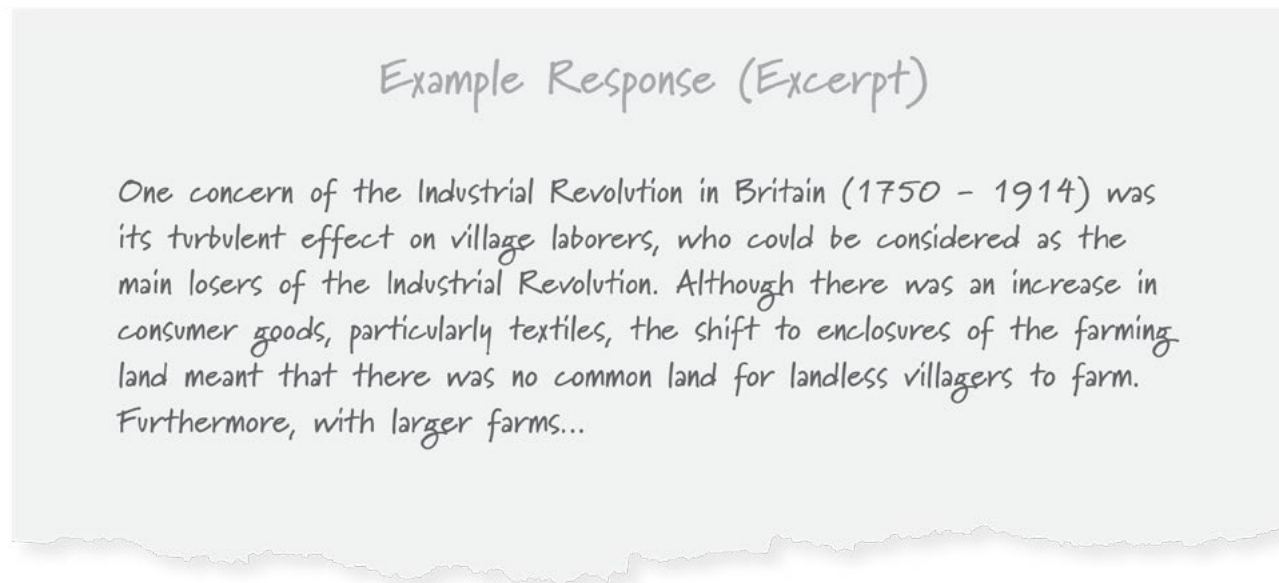 Example Response (Excerpt)
One concern of the Industrial Revolution in Britain (1750 - 1914) was
its turbulent effect on village laborers, who could be considered as the
main losers of the Industrial Revolution. Although there was an increase in
consumer goods, particularly textiles, the shift to enclosures of the farming
land meant that there was no common land for landless villagers to farm.
Furthermore, with larger farms...